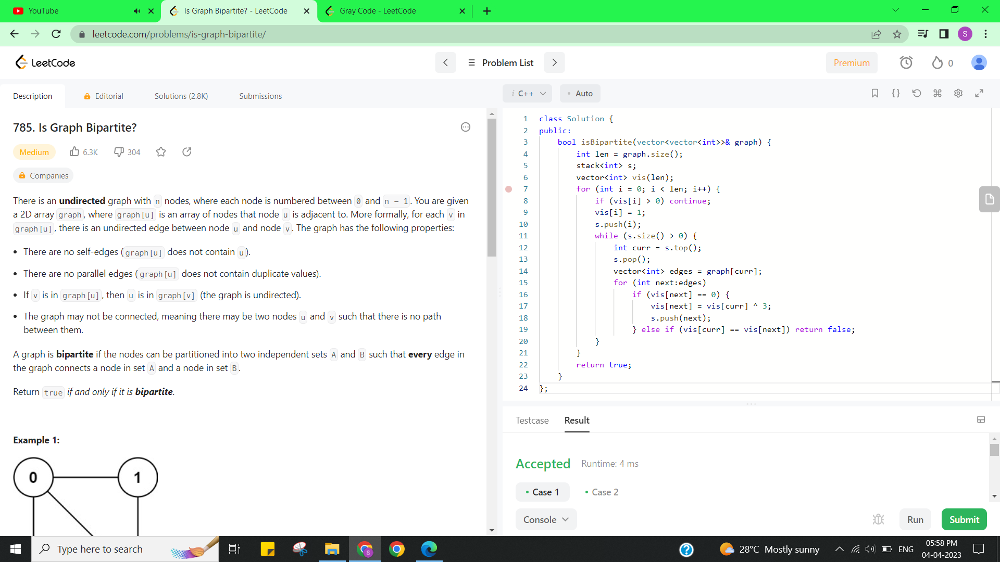 YouTube
Is Graph Bipartite? - LeetCode
Gray Code - LeetCode
leetcode.com/problems/is-graph-bipartite/
S
LeetCode
Problem List
Premium
0
Description
Editorial
Solutions (2.8K)
Submissions
785. Is Graph Bipartite?
Medium
6.3K
304
Companies
There is an undirected graph with n nodes, where each node is numbered between 0 and n - 1. You are given
a 2D array graph, where graph[u] is an array of nodes that node u is adjacent to. More formally, for each v in
graph[u], there is an undirected edge between node u and node v. The graph has the following properties:
• There are no self-edges (graph[u] does not contain u).
• There are no parallel edges (graph[u] does not contain duplicate values).
• If v is in graph[u], then u is in graph[v] (the graph is undirected).
• The graph may not be connected, meaning there may be two nodes u and v such that there is no path
between them.
A graph is bipartite if the nodes can be partitioned into two independent sets A and B such that every edge in
the graph connects a node in set A and a node in set B.
Return true if and only if it is bipartite.
Example 1:
0
1
i C++
• Auto
{}
1 class Solution {
2 public:
3 bool isBipartite(vector<vector<int>>& graph) {
4 int len = graph.size();
5 stack<int> s;
6 vector<int> vis(len);
7 for (int i = 0; i < len; i++) {
8 if (vis[i] > 0) continue;
9 vis[i] = 1;
10 s.push(i);
11 while (s.size() > 0) {
12 int curr = s.top();
13 s.pop();
14 vector<int> edges = graph[curr];
15 for (int next:edges)
16 if (vis[next] == 0) {
17 vis[next] = vis[curr] ^ 3;
18 s.push(next);
19 } else if (vis[curr] == vis[next]) return false;
20 }
21 }
22 return true;
23 }
24 };
Testcase
Result
Accepted
Runtime: 4 ms
• Case 1
• Case 2
Console
Run
Submit
Type here to search
28°C Mostly sunny
ENG
05:58 PM
04-04-2023